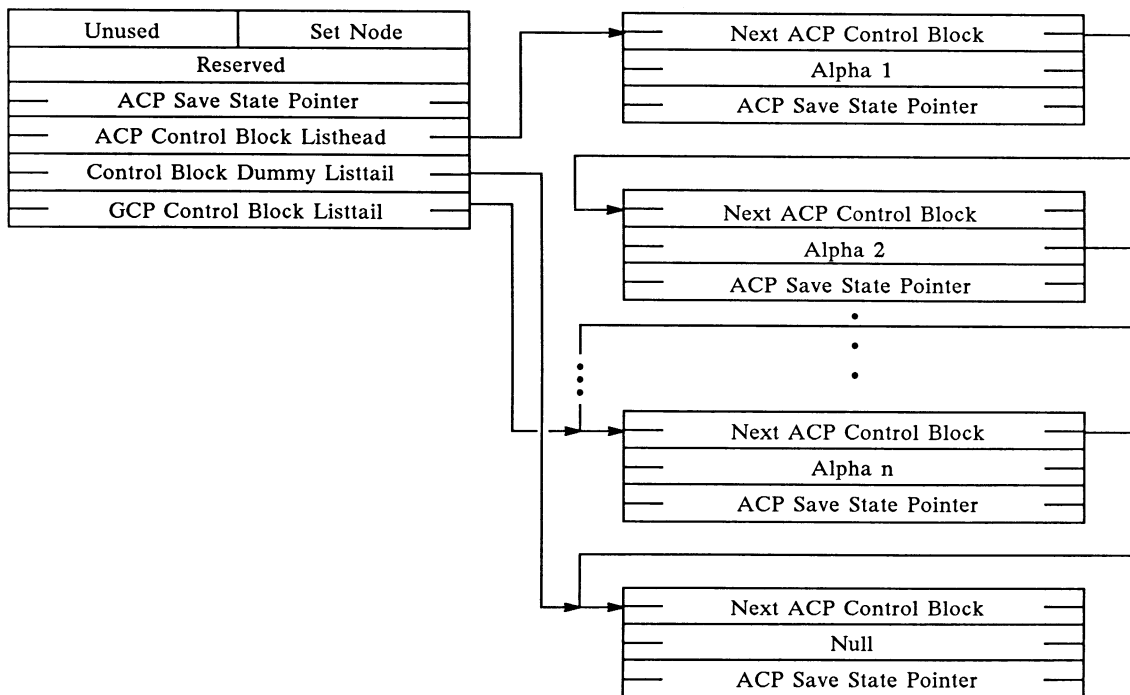 Unused Set Node
Reserved
ACP Save State Pointer
ACP Control Block Listhead
Control Block Dummy Listtail
GCP Control Block Listtail
Next ACP Control Block
Alpha 1
ACP Save State Pointer
Next ACP Control Block
Alpha 2
ACP Save State Pointer
Next ACP Control Block
Alpha n
ACP Save State Pointer
Next ACP Control Block
Null
ACP Save State Pointer